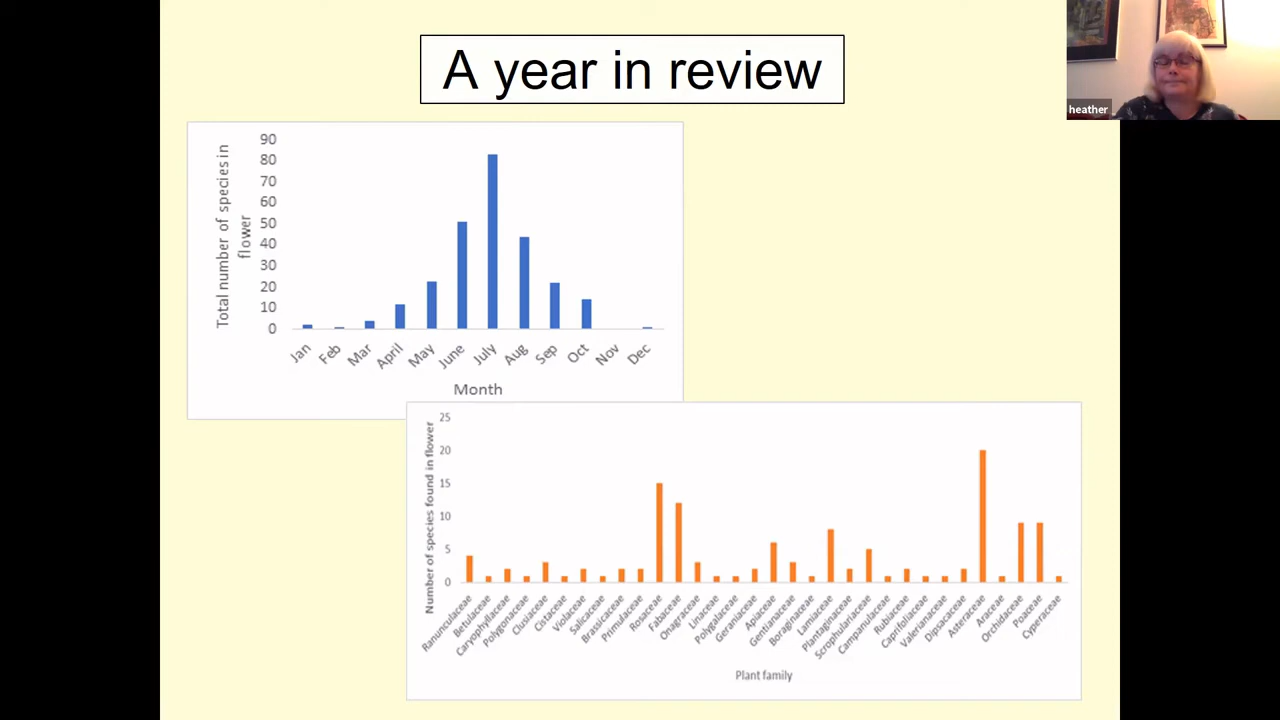 A year in review
heather
Total number of species in
flower
90
80
70
60
50
40
30
20
10
0
Jan
Feb
Mar
April
May
June
July
Aug
Sep
Oct
Nov
Dec
Month
Number of species found in flower
25
20
15
10
5
0
Ranunculaceae
Betulaceae
Caryophyllaceae
Polygonaceae
Clusiaceae
Cistaceae
Violaceae
Salicaceae
Brassicaceae
Primulaceae
Rosaceae
Fabaceae
Onagraceae
Linaceae
Polygalaceae
Geraniaceae
Apiaceae
Gentianaceae
Boraginaceae
Lamiaceae
Plantaginaceae
Scrophulariaceae
Campanulaceae
Rubiaceae
Caprifoliaceae
Valerianaceae
Dipsacaceae
Asteraceae
Araceae
Orchidaceae
Poaceae
Cyperaceae
Plant family